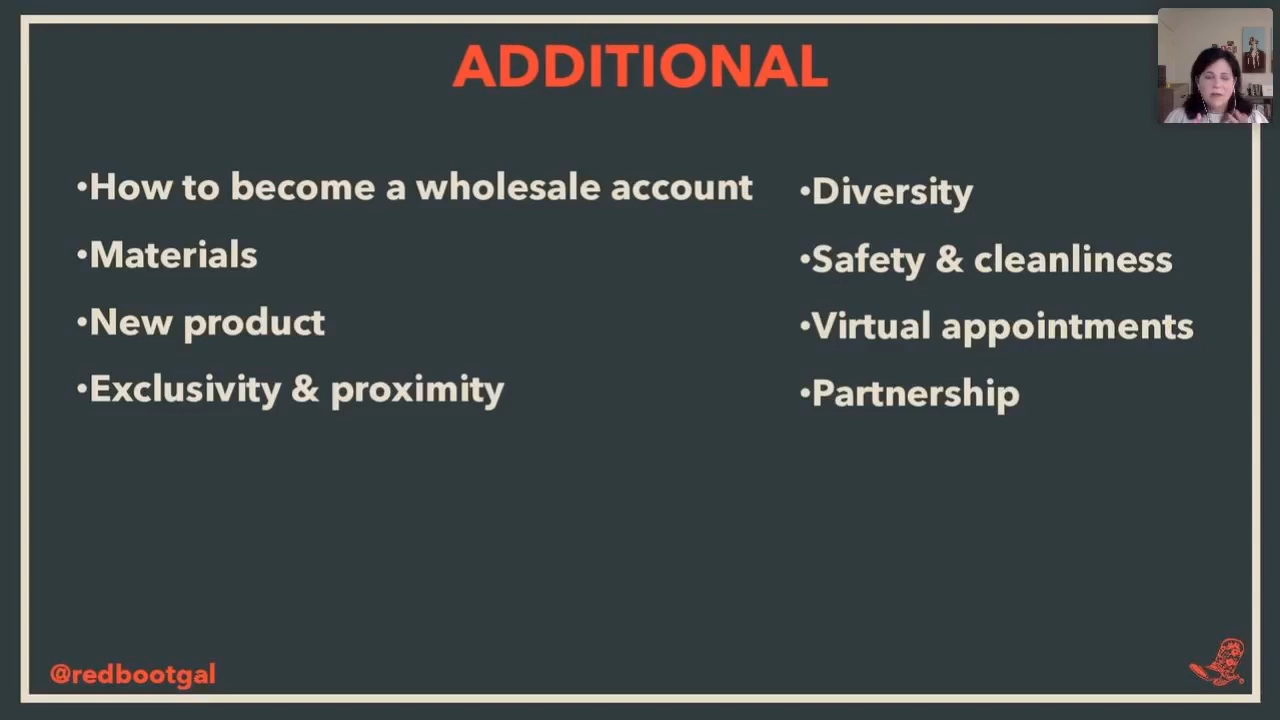 ADDITIONAL
•How to become a wholesale account
•Materials
•New product
•Exclusivity & proximity
•Diversity
•Safety & cleanliness
•Virtual appointments
•Partnership
@redbootgal